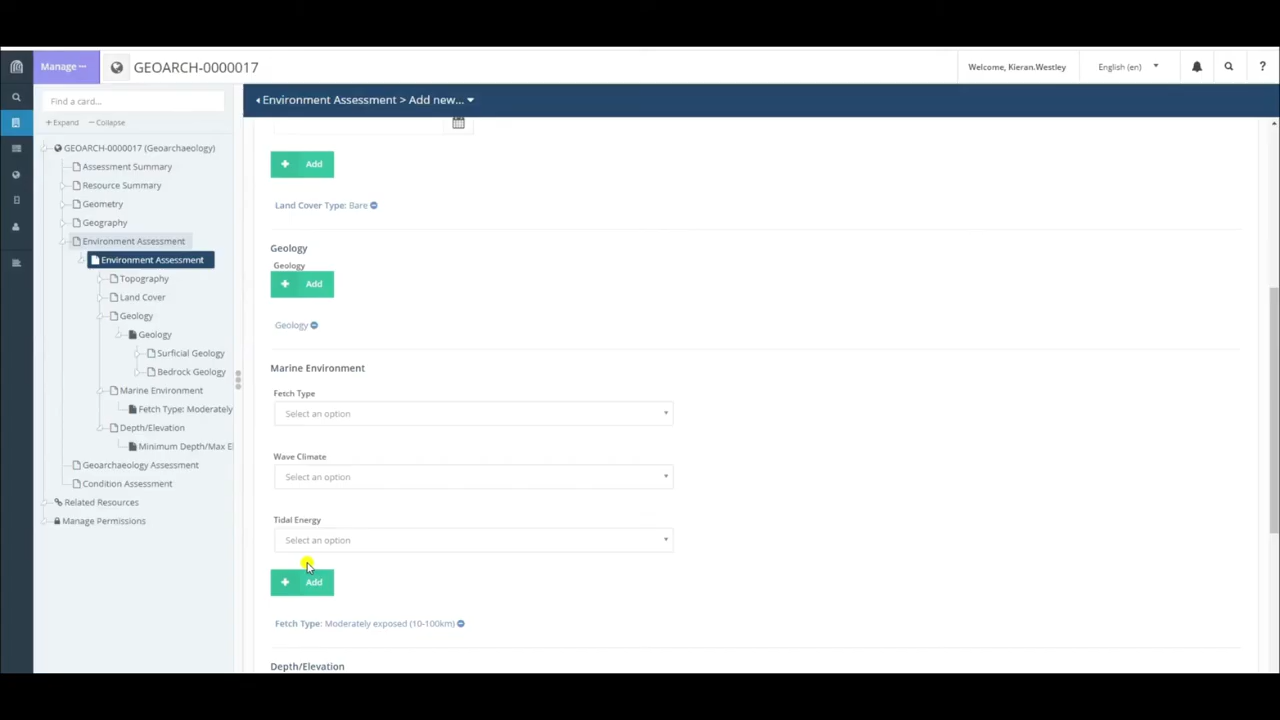 Manage
GEOARCH-0000017
Welcome, Kieran.Westley
English (en)
?
Find a card...
+ Expand
− Collapse
Environment Assessment > Add new...
GEOARCH-0000017 (Geoarchaeology)
Assessment Summary
Resource Summary
Geometry
Geography
Environment Assessment
Environment Assessment
Topography
Land Cover
Geology
Geology
Surficial Geology
Bedrock Geology
Marine Environment
Fetch Type: Moderately
Depth/Elevation
Minimum Depth/Max E
Geoarchaeology Assessment
Condition Assessment
Related Resources
Manage Permissions
+ Add
Land Cover Type: Bare
Geology
Geology
+ Add
Geology
Marine Environment
Fetch Type
Select an option
Wave Climate
Select an option
Tidal Energy
Select an option
+ Add
Fetch Type: Moderately exposed (10-100km)
Depth/Elevation